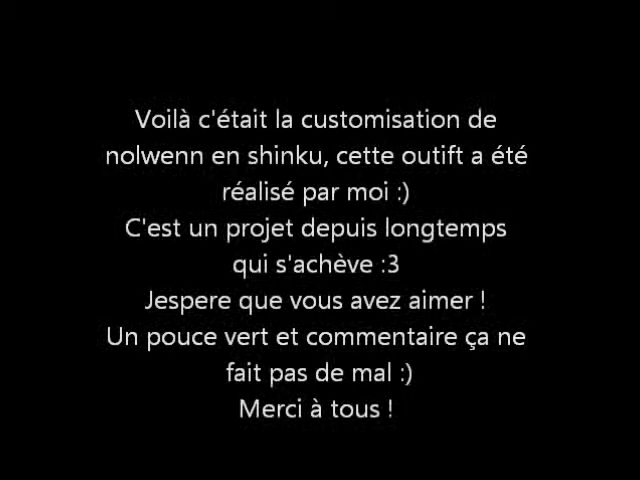 Voilà c'était la customisation de
nolwenn en shinku, cette outift a été
réalisé par moi :)
C'est un projet depuis longtemps
qui s'achève :3
Jespere que vous avez aimer !
Un pouce vert et commentaire ça ne
fait pas de mal :)
Merci à tous !